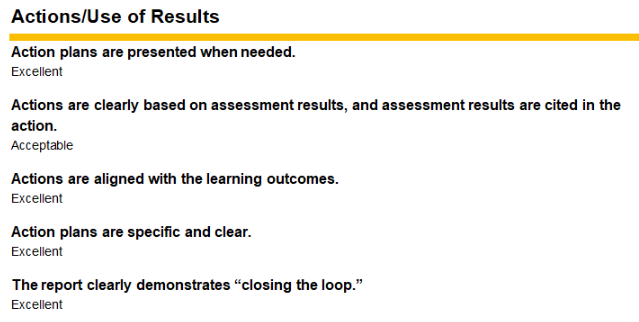 Actions/Use of Results
Action plans are presented when needed.
Excellent
Actions are clearly based on assessment results, and assessment results are cited in the
action.
Acceptable
Actions are aligned with the learning outcomes.
Excellent
Action plans are specific and clear.
Excellent
The report clearly demonstrates “closing the loop.”
Excellent